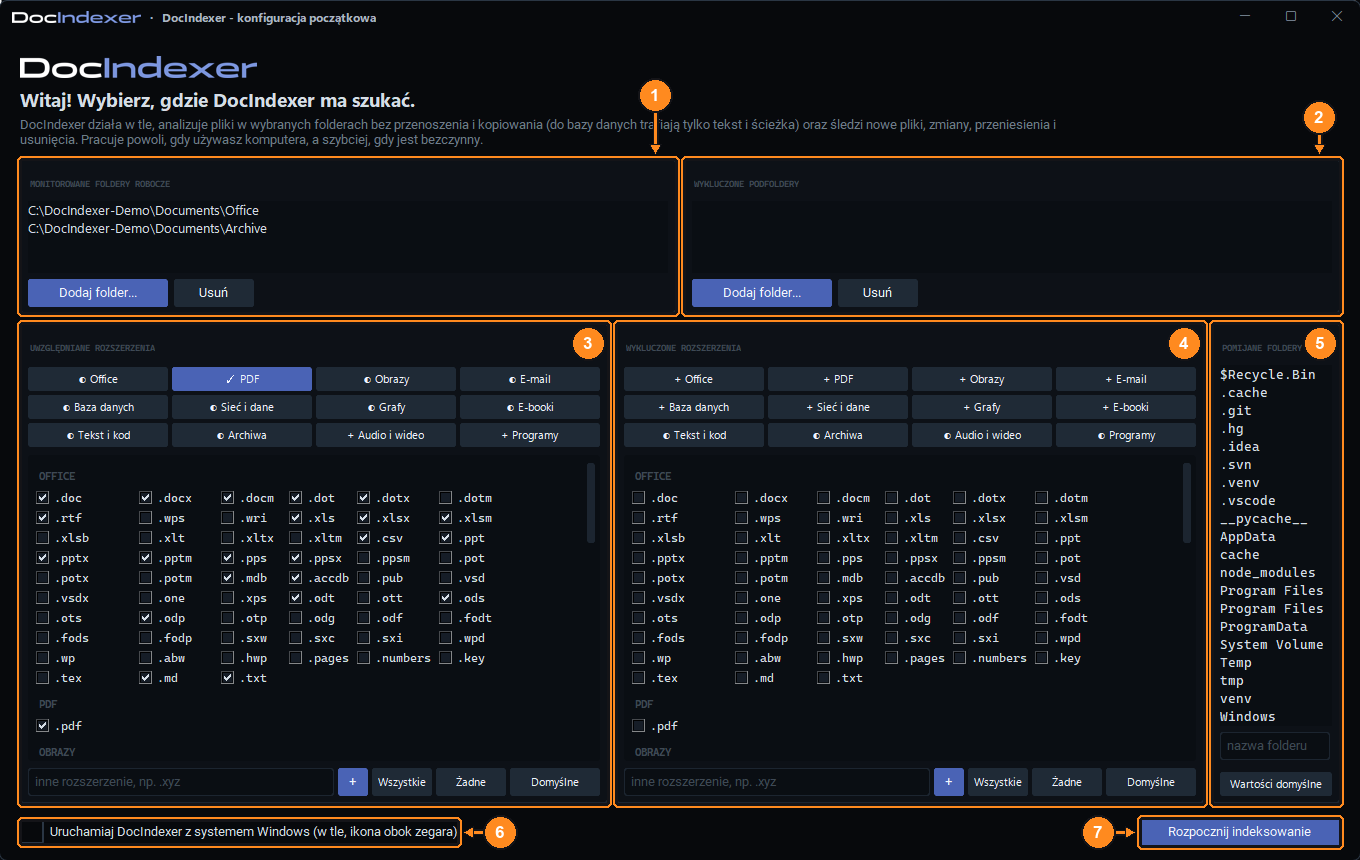 DocIndexer · DocIndexer - konfiguracja początkowa
DocIndexer
Witaj! Wybierz, gdzie DocIndexer ma szukać.
DocIndexer działa w tle, analizuje pliki w wybranych folderach bez przenoszenia i kopiowania (do bazy danych trafiają tylko tekst i ścieżka) oraz śledzi nowe pliki, zmiany, przeniesienia i
usunięcia. Pracuje powoli, gdy używasz komputera, a szybciej, gdy jest bezczynny.
1
2
MONITOROWANE FOLDERY ROBOCZE
C:\DocIndexer-Demo\Documents\Office
C:\DocIndexer-Demo\Documents\Archive
Dodaj folder... Usuń
WYKLUCZONE PODFOLDERY
Dodaj folder... Usuń
UWZGLĘDNIANE ROZSZERZENIA 3
Office ✓ PDF Obrazy E-mail
Baza danych Sieć i dane Grafy E-booki
Tekst i kod Archiwa + Audio i wideo + Programy
OFFICE
.doc .docx .docm .dot .dotx .dotm
.rtf .wps .wri .xls .xlsx .xlsm
.xlsb .xlt .xltx .xltm .csv .ppt
.pptx .pptm .pps .ppsx .ppsm .pot
.potx .potm .mdb .accdb .pub .vsd
.vsdx .one .xps .odt .ott .ods
.ots .odp .otp .odg .odf .fodt
.fods .fodp .sxw .sxc .sxi .wpd
.wp .abw .hwp .pages .numbers .key
.tex .md .txt
PDF
.pdf
OBRAZY
inne rozszerzenie, np. .xyz + Wszystkie Żadne Domyślne
WYKLUCZONE ROZSZERZENIA 4
+ Office + PDF + Obrazy + E-mail
+ Baza danych + Sieć i dane + Grafy + E-booki
Tekst i kod Archiwa Audio i wideo Programy
OFFICE
.doc .docx .docm .dot .dotx .dotm
.rtf .wps .wri .xls .xlsx .xlsm
.xlsb .xlt .xltx .xltm .csv .ppt
.pptx .pptm .pps .ppsx .ppsm .pot
.potx .potm .mdb .accdb .pub .vsd
.vsdx .one .xps .odt .ott .ods
.ots .odp .otp .odg .odf .fodt
.fods .fodp .sxw .sxc .sxi .wpd
.wp .abw .hwp .pages .numbers .key
.tex .md .txt
PDF
.pdf
OBRAZY
inne rozszerzenie, np. .xyz + Wszystkie Żadne Domyślne
POMIJANE FOLDERY 5
$Recycle.Bin
.cache
.git
.hg
.idea
.svn
.venv
.vscode
__pycache__
AppData
cache
node_modules
Program Files
Program Files
ProgramData
System Volume
Temp
tmp
venv
Windows
nazwa folderu
Wartości domyślne
Uruchamiaj DocIndexer z systemem Windows (w tle, ikona obok zegara) 6
7 Rozpocznij indeksowanie